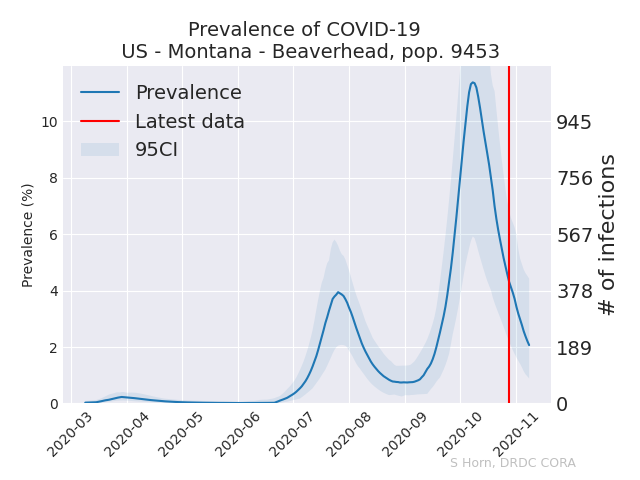 Prevalence of COVID-19
US - Montana - Beaverhead, pop. 9453
Prevalence
Latest data
95CI
Prevalence (%)
10
8
6
4
2
0
945
756
567
378
189
0
# of infections
2020-03
2020-04
2020-05
2020-06
2020-07
2020-08
2020-09
2020-10
2020-11
S Horn, DRDC CORA